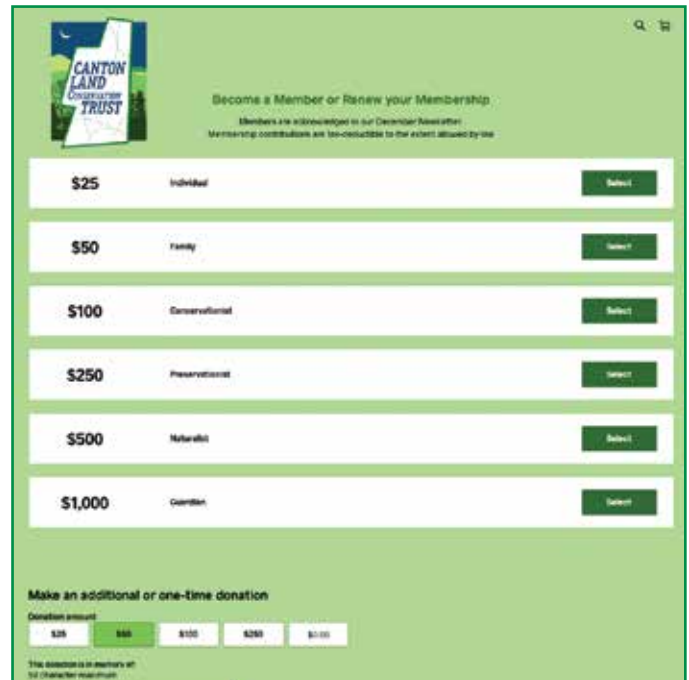 CANTON
LAND
CONSERVATION
TRUST
Become a Member or Renew your Membership
Members are acknowledged in our December Newsletter
Membership contributions are tax-deductible to the extent allowed by law
$25 Individual Select
$50 Family Select
$100 Conservationist Select
$250 Preservationist Select
$500 Naturalist Select
$1,000 Guardian Select
Make an additional or one-time donation
Donation amount
$25 $50 $100 $250 $0.00
This donation is in memory of:
50 character maximum